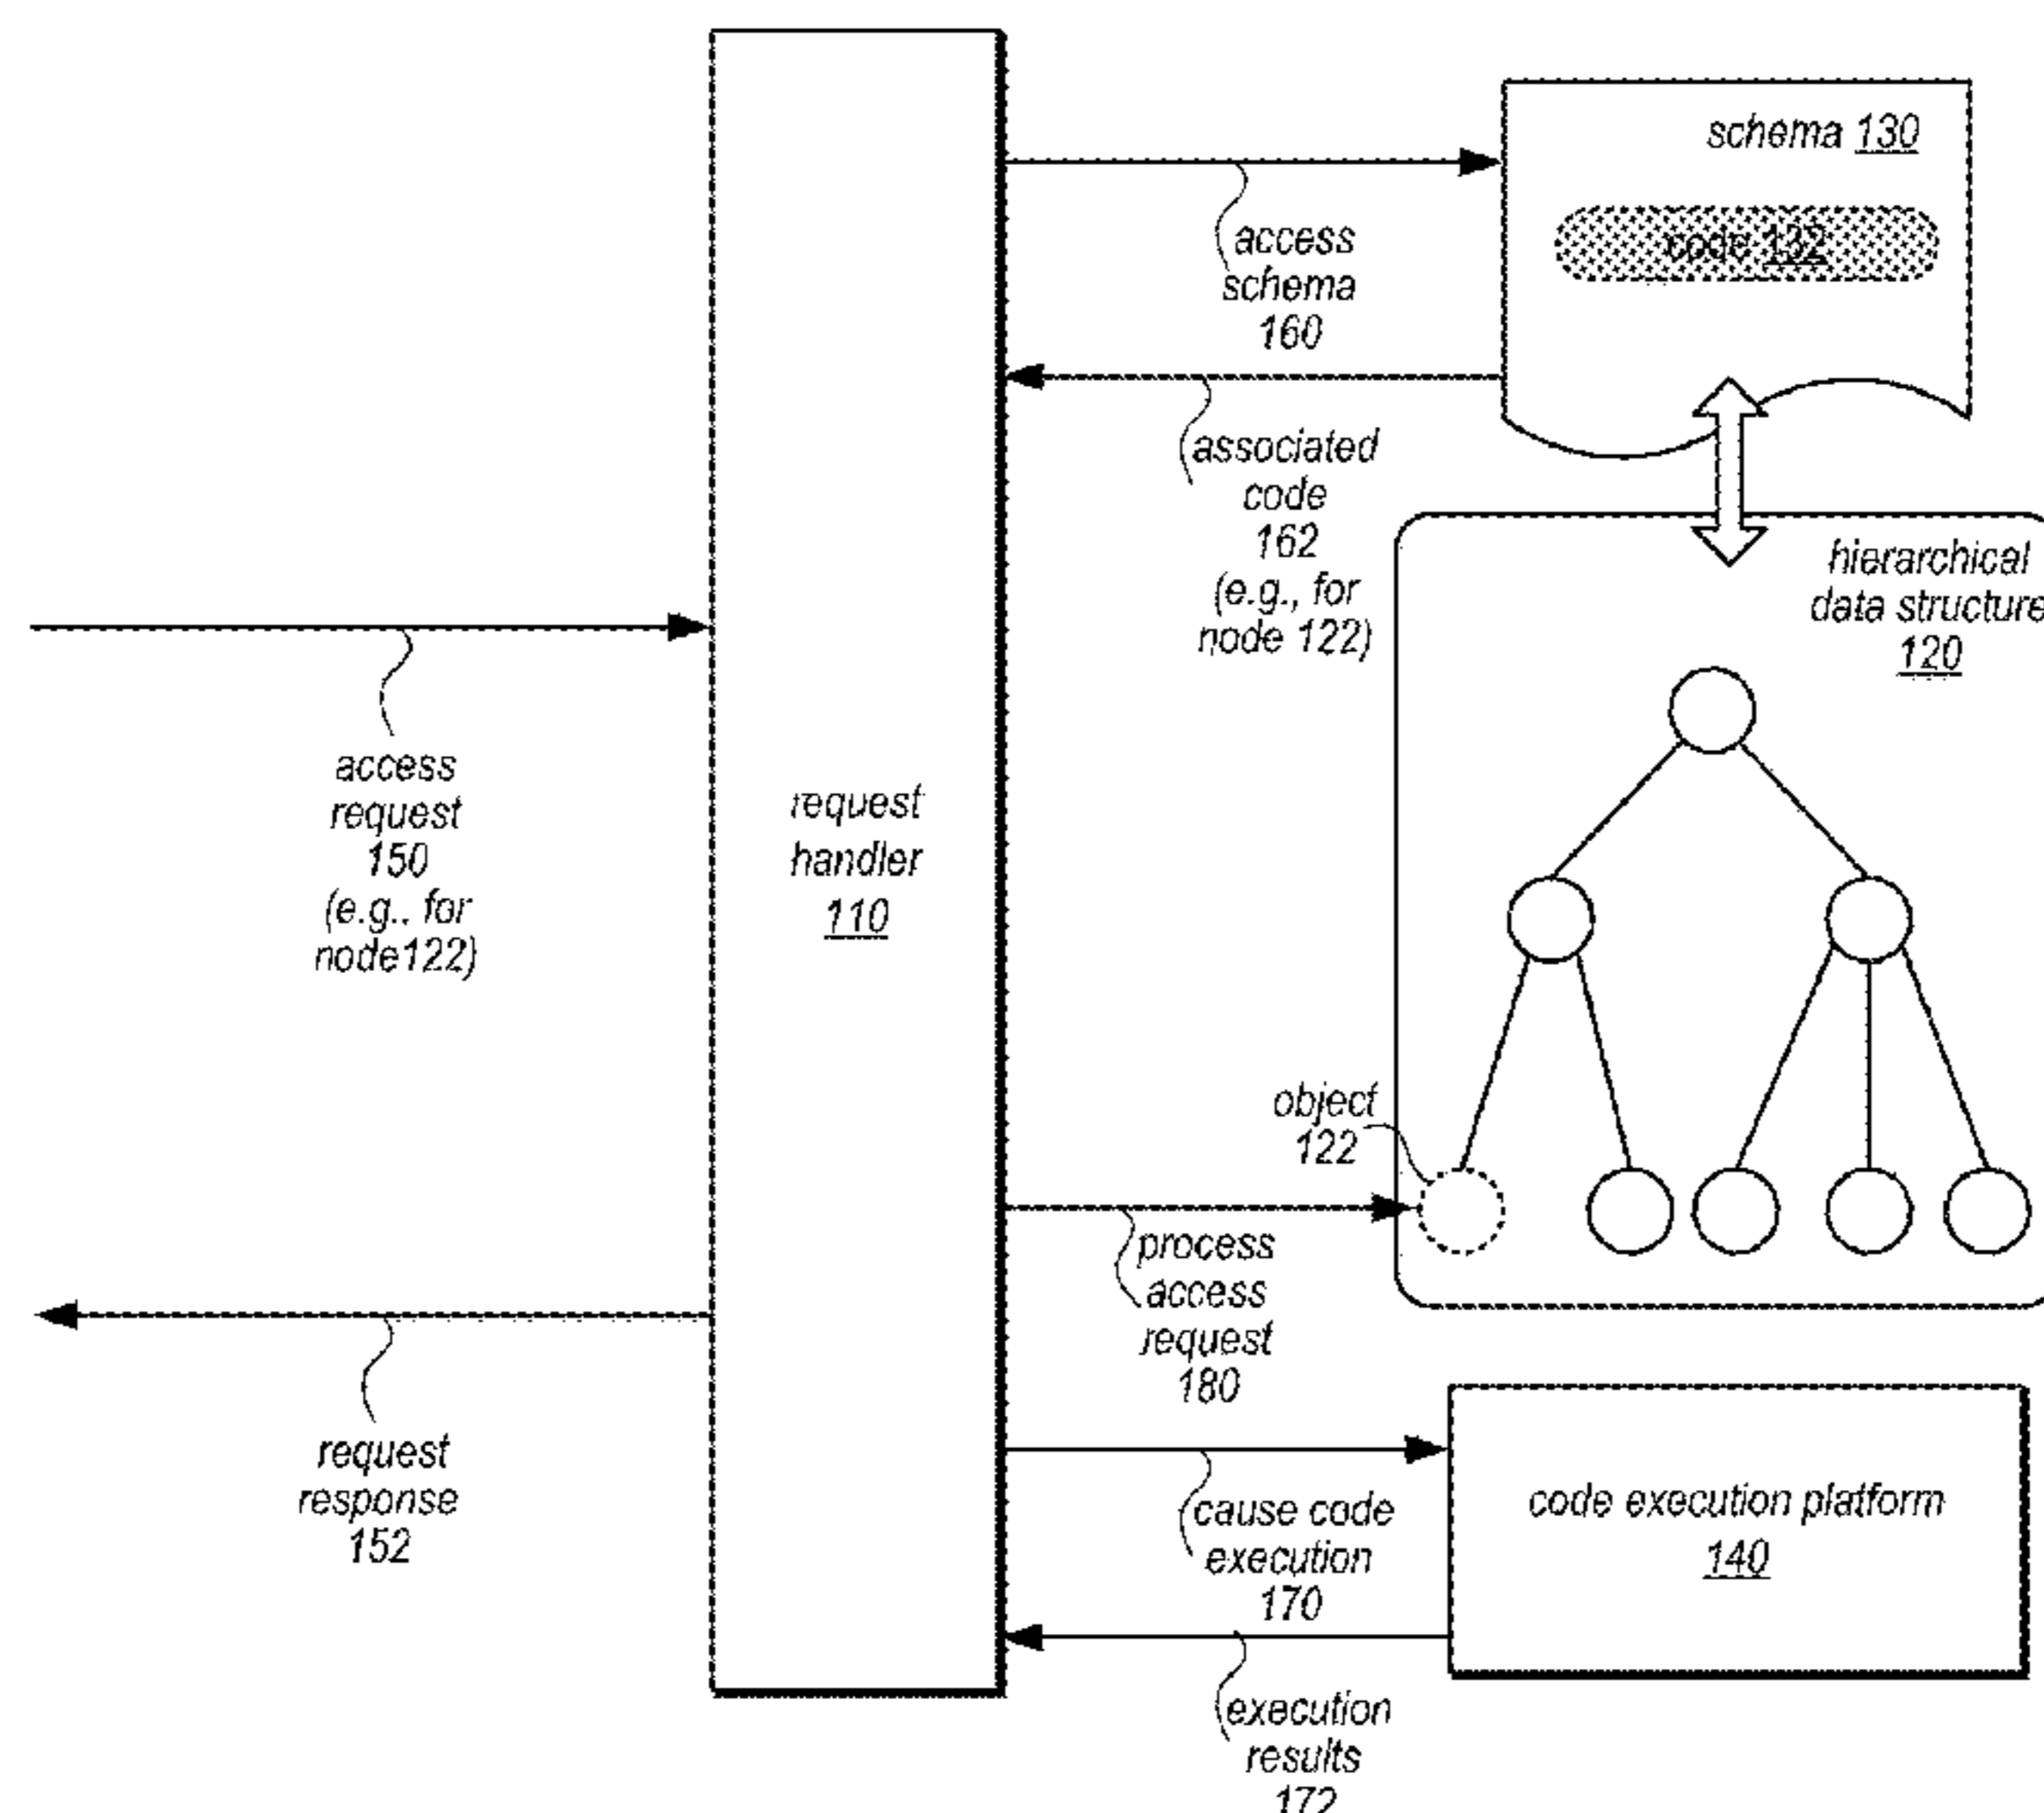 schema 130
code 132
access
schema
160
associated
code
162
(e.g., for
node 122)
hierarchical
data structure
120
access
request
150
(e.g., for
node122)
request
handler
110
object
122
process
access
request
180
request
response
152
cause code
execution
170
code execution platform
140
execution
results
172